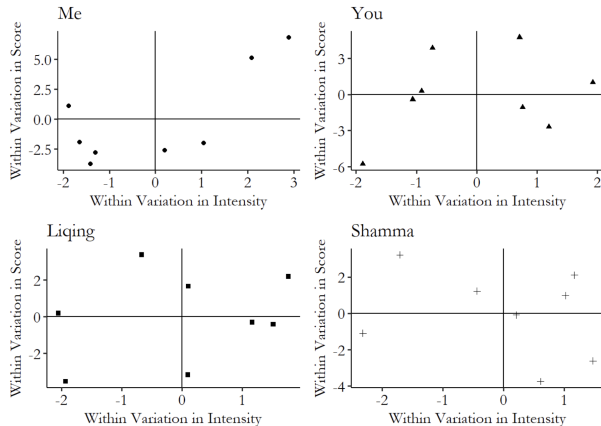 Me
Within Variation in Score
5.0
2.5
0.0
-2.5
-2
-1
0
1
2
3
Within Variation in Intensity
You
Within Variation in Score
3
0
-3
-6
-2
-1
0
1
2
Within Variation in Intensity
Liqing
Within Variation in Score
2
0
-2
-2
-1
0
1
Within Variation in Intensity
Shamma
Within Variation in Score
2
0
-2
-4
-2
-1
0
1
Within Variation in Intensity